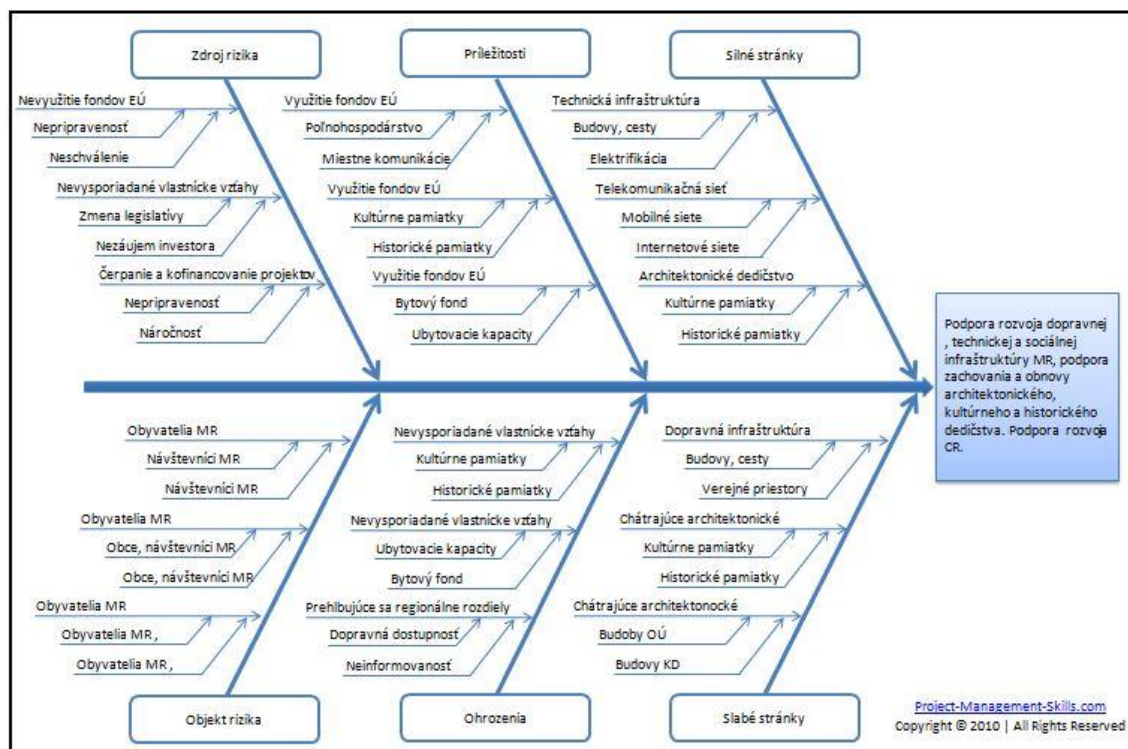 Zdroj rizika
Príležitosti
Silné stránky
Nevyužitie fondov EÚ
Nepripravenosť
Neschválenie
Nevysporiadané vlastnícke vzťahy
Zmena legislatívy
Nezáujem investora
Čerpanie a kofinancovanie projektov
Nepripravenosť
Náročnosť
Využitie fondov EÚ
Poľnohospodárstvo
Miestne komunikácie
Využitie fondov EÚ
Kultúrne pamiatky
Historické pamiatky
Využitie fondov EÚ
Bytový fond
Ubytovacie kapacity
Technická infraštruktúra
Budovy, cesty
Elektrifikácia
Telekomunikačná sieť
Mobilné siete
Internetové siete
Architektonické dedičstvo
Kultúrne pamiatky
Historické pamiatky
Podpora rozvoja dopravnej
, technickej a sociálnej
infraštruktúry MR, podpora
zachovania a obnovy
architektonického,
kultúrneho a historického
dedičstva. Podpora rozvoja
CR.
Obyvatelia MR
Návštevníci MR
Návštevníci MR
Obyvatelia MR
Obce, návštevníci MR
Obce, návštevníci MR
Obyvatelia MR
Obyvatelia MR ,
Obyvatelia MR ,
Nevysporiadané vlastnícke vzťahy
Kultúrne pamiatky
Historické pamiatky
Nevysporiadané vlastnícke vzťahy
Ubytovacie kapacity
Bytový fond
Prehlbujúce sa regionálne rozdiely
Dopravná dostupnosť
Neinformovanosť
Dopravná infraštruktúra
Budovy, cesty
Verejné priestory
Chátrajúce architektonické
Kultúrne pamiatky
Historické pamiatky
Chátrajúce architektonocké
Budoby OÚ
Budovy KD
Objekt rizika
Ohrozenia
Slabé stránky
Project-Management-Skills.com
Copyright © 2010 | All Rights Reserved